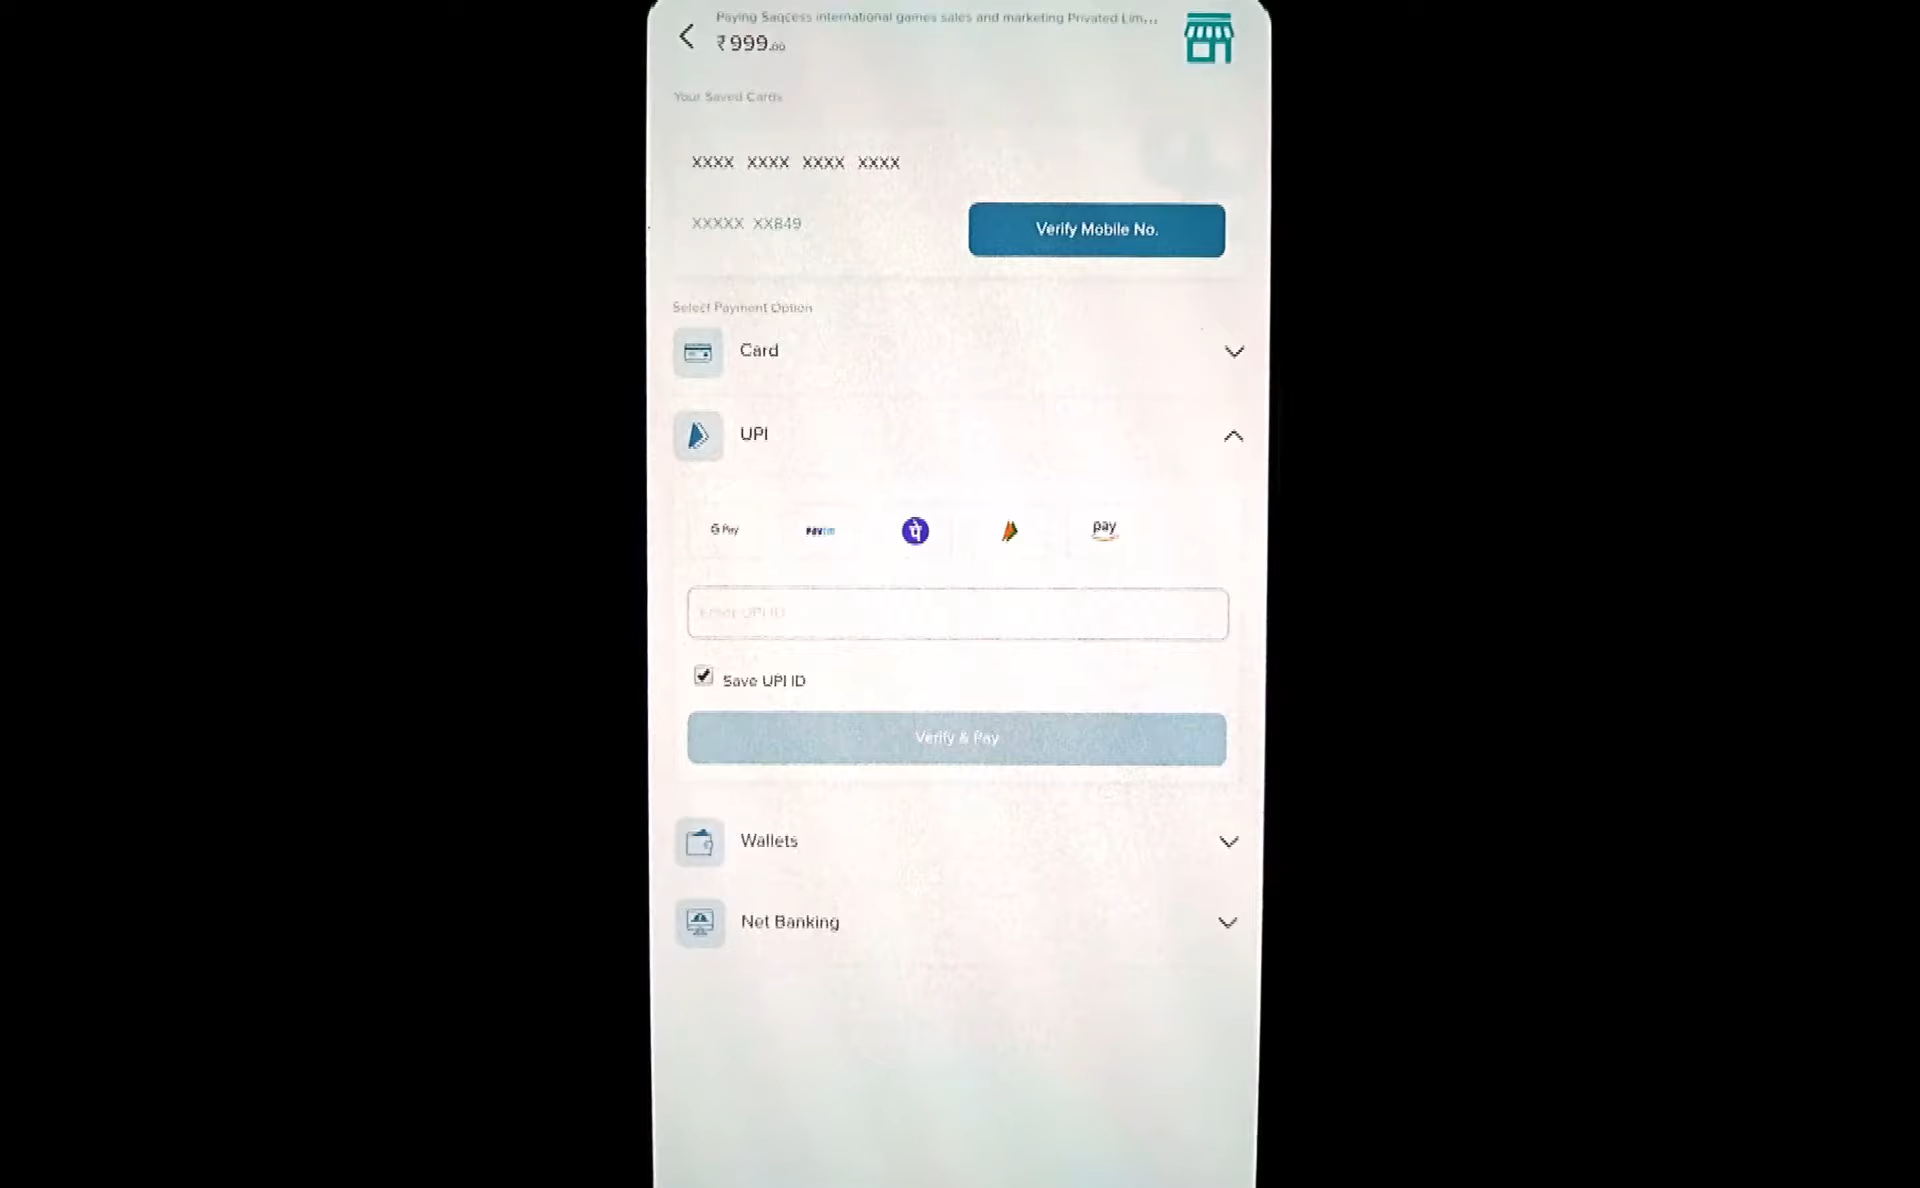 Paying Saqcess international games sales and marketing Privated Lim...
₹999.00
Your Saved Cards
XXXX XXXX XXXX XXXX
XXXXX XX849
Verify Mobile No.
Select Payment Option
Card
UPI
G Pay
Paytm
पे
pay
Enter UPI ID
Save UPI ID
Verify & Pay
Wallets
Net Banking